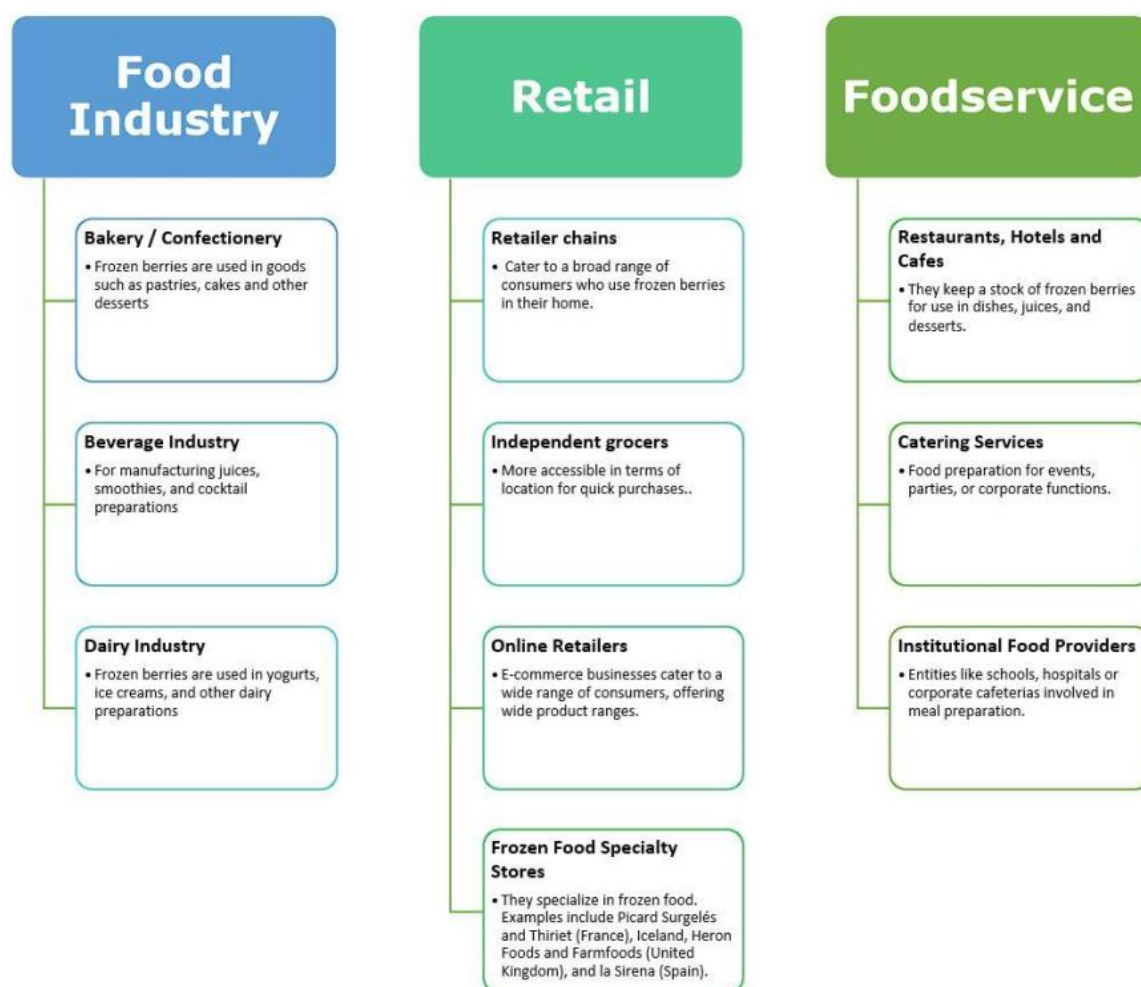 Food
Industry
Bakery / Confectionery
• Frozen berries are used in goods
such as pastries, cakes and other
desserts
Beverage Industry
• For manufacturing juices,
smoothies, and cocktail
preparations
Dairy Industry
• Frozen berries are used in yogurts,
ice creams, and other dairy
preparations
Retail
Retailer chains
• Cater to a broad range of
consumers who use frozen berries
in their home.
Independent grocers
• More accessible in terms of
location for quick purchases..
Online Retailers
• E-commerce businesses cater to a
wide range of consumers, offering
wide product ranges.
Frozen Food Specialty
Stores
• They specialize in frozen food.
Examples include Picard Surgelés
and Thiriet (France), Iceland, Heron
Foods and Farmfoods (United
Kingdom), and la Sirena (Spain).
Foodservice
Restaurants, Hotels and
Cafes
• They keep a stock of frozen berries
for use in dishes, juices, and
desserts.
Catering Services
• Food preparation for events,
parties, or corporate functions.
Institutional Food Providers
• Entities like schools, hospitals or
corporate cafeterias involved in
meal preparation.